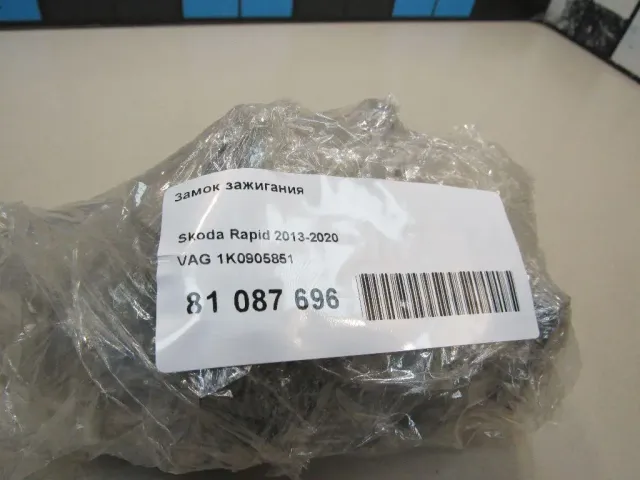 Замок зажигания
Skoda Rapid 2013-2020
VAG 1K0905851
81 087 696